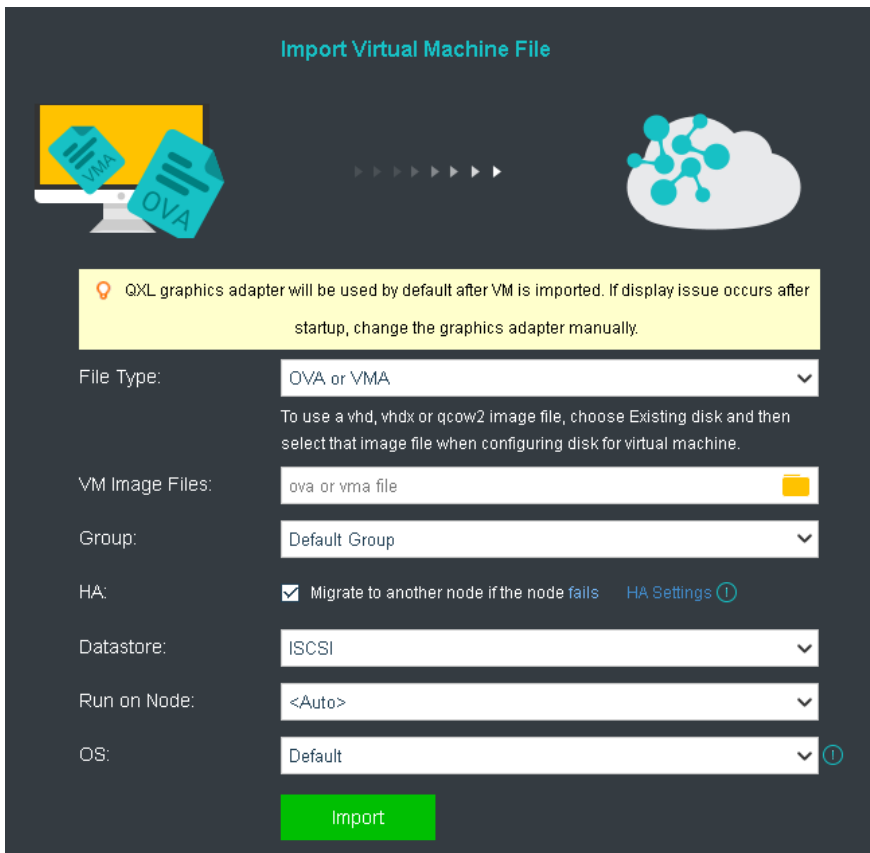 Import Virtual Machine File
VMA
OVA
QXL graphics adapter will be used by default after VM is imported. If display issue occurs after
startup, change the graphics adapter manually.
File Type:
OVA or VMA
To use a vhd, vhdx or qcow2 image file, choose Existing disk and then
select that image file when configuring disk for virtual machine.
VM Image Files:
ova or vma file
Group:
Default Group
HA:
Migrate to another node if the node fails HA Settings
Datastore:
ISCSI
Run on Node:
<Auto>
OS:
Default
Import